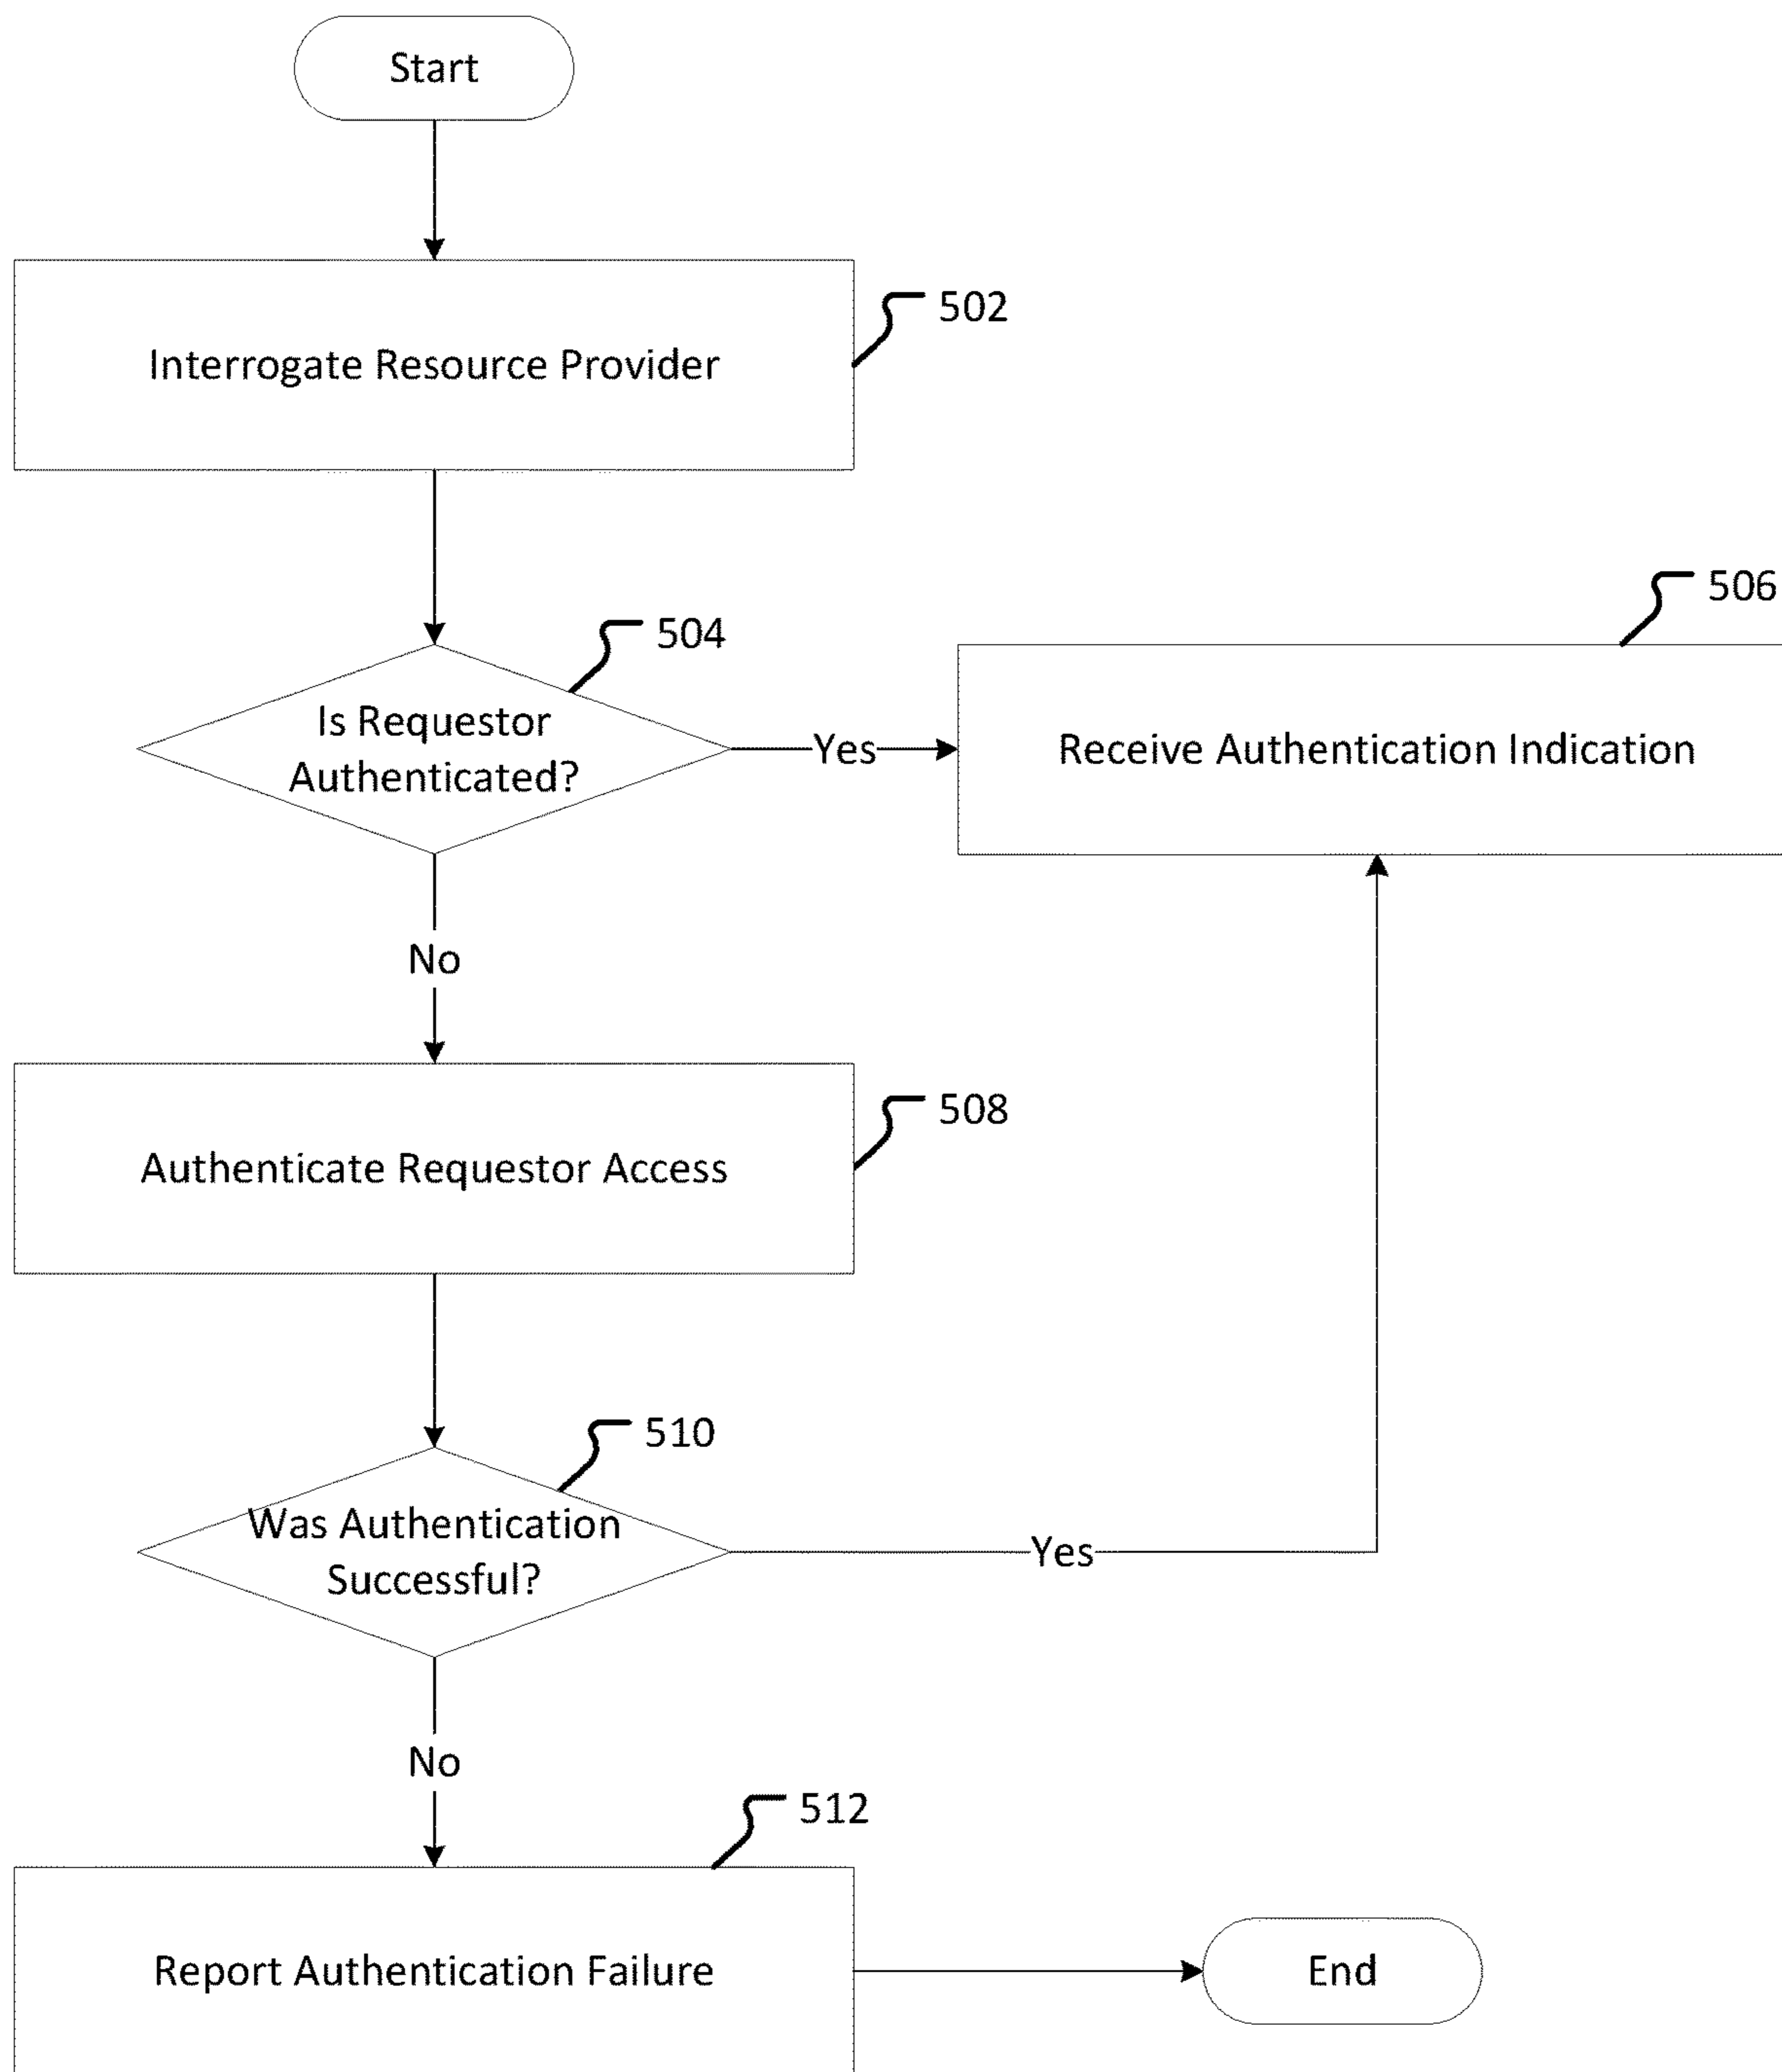 Start
502
Interrogate Resource Provider
506
504
Is Requestor
Authenticated?
Yes
Receive Authentication Indication
No
508
Authenticate Requestor Access
510
Was Authentication
Successful?
Yes
No
512
Report Authentication Failure
End